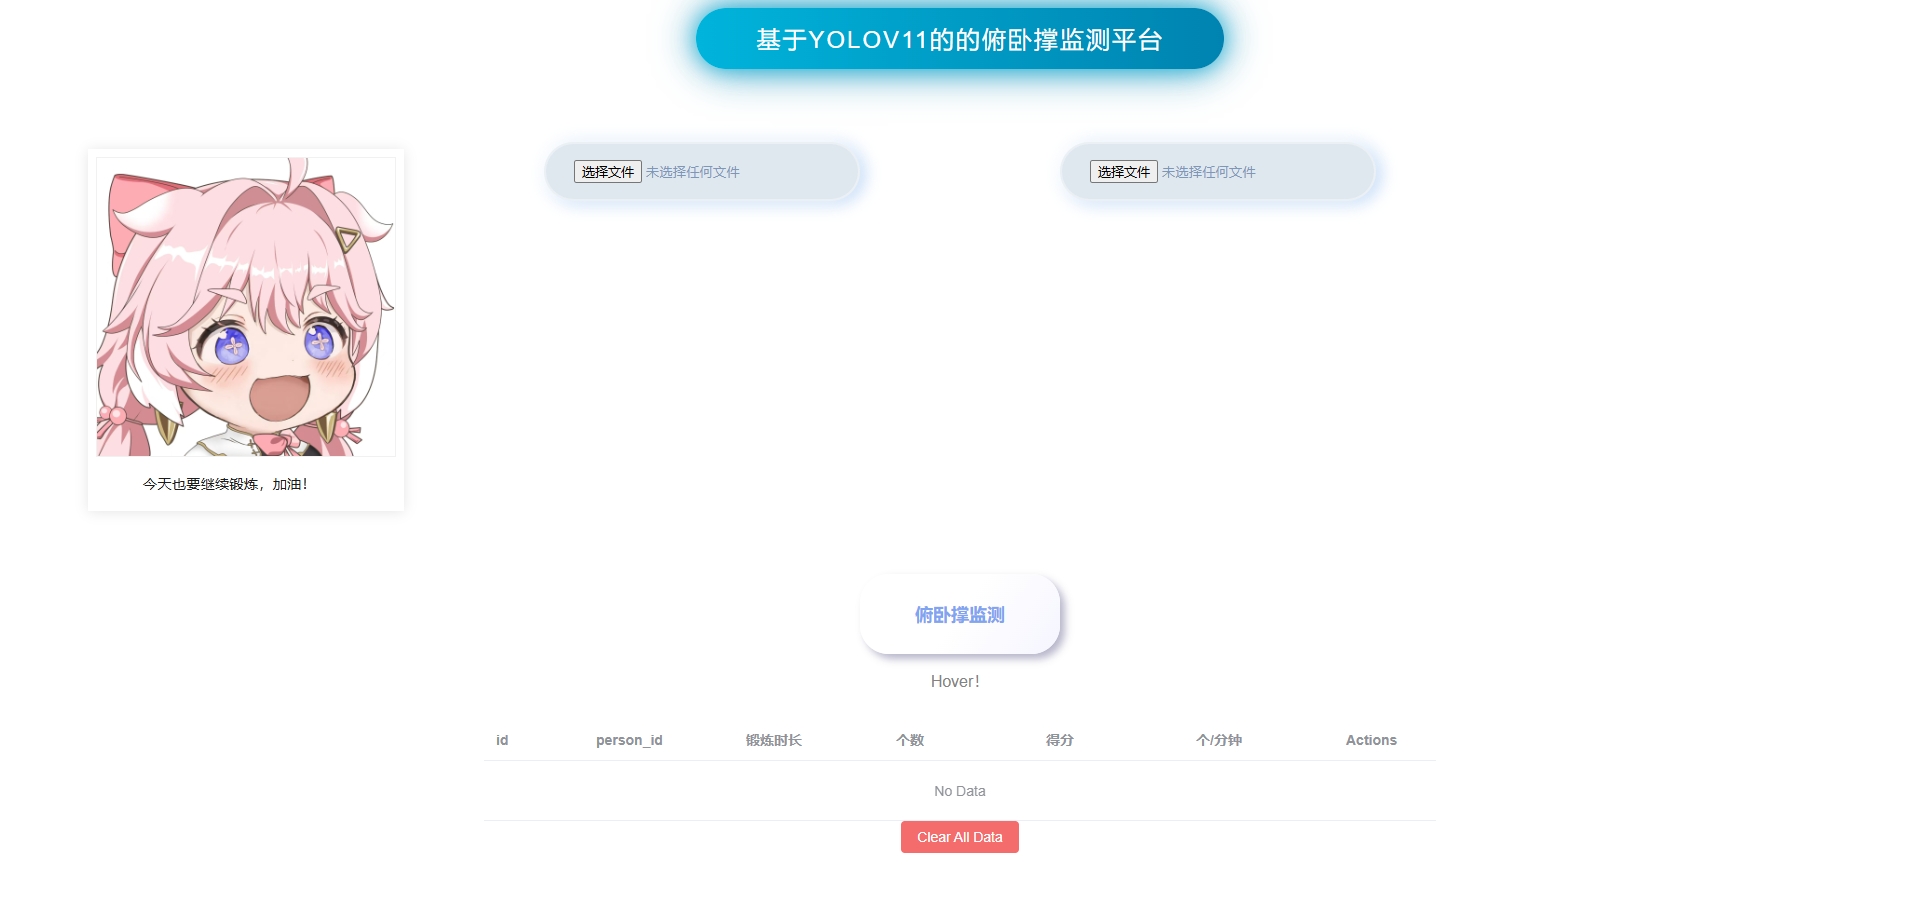 基于YOLOV11的的俯卧撑监测平台
选择文件 未选择任何文件
选择文件 未选择任何文件
今天也要继续锻炼，加油！
俯卧撑监测
Hover！
id person_id 锻炼时长 个数 得分 个/分钟 Actions
No Data
Clear All Data